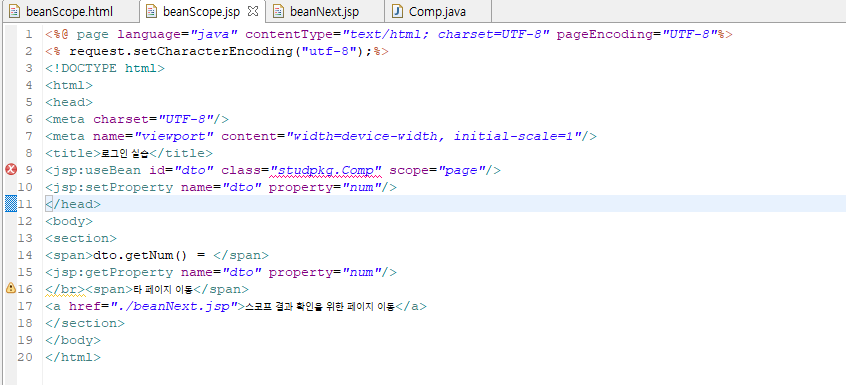 beanScope.html beanScope.jsp beanNext.jsp Comp.java
1 <%@ page language="java" contentType="text/html; charset=UTF-8" pageEncoding="UTF-8"%>
2 <% request.setCharacterEncoding("utf-8");%>
3 <!DOCTYPE html>
4 <html>
5 <head>
6 <meta charset="UTF-8"/>
7 <meta name="viewport" content="width=device-width, initial-scale=1"/>
8 <title>로그인 실습</title>
9 <jsp:useBean id="dto" class="studpkg.Comp" scope="page"/>
10 <jsp:setProperty name="dto" property="num"/>
11 </head>
12 <body>
13 <section>
14 <span>dto.getNum() = </span>
15 <jsp:getProperty name="dto" property="num"/>
16 </br><span>타 페이지 이동</span>
17 <a href="./beanNext.jsp">스코프 결과 확인을 위한 페이지 이동</a>
18 </section>
19 </body>
20 </html>